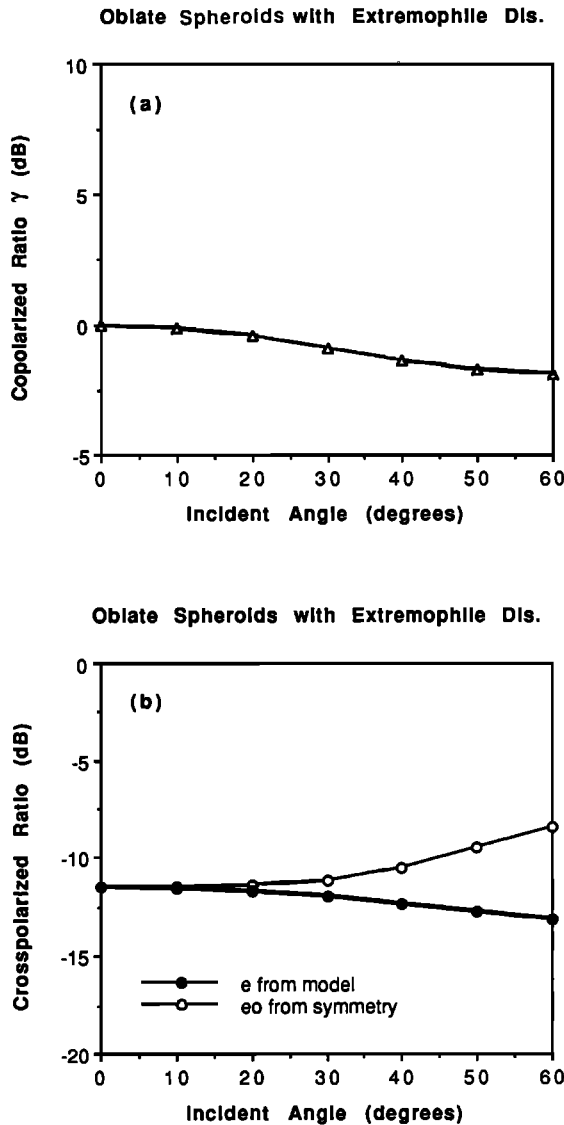 Oblate Spheroids with Extremophile Dis.
10
(a)
5
0
-5
Copolarized Ratio γ (dB)
0 10 20 30 40 50 60
Incident Angle (degrees)
Oblate Spheroids with Extremophile Dis.
0
(b)
-5
-10
-15
-20
Crosspolarized Ratio (dB)
e from model
eo from symmetry
0 10 20 30 40 50 60
Incident Angle (degrees)